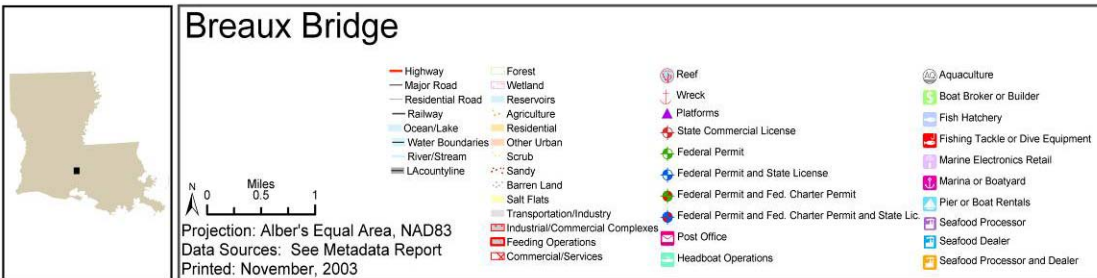 Breaux Bridge
Highway
Major Road
Residential Road
Railway
Ocean/Lake
Water Boundaries
River/Stream
LAcountyline
Forest
Wetland
Reservoirs
Agriculture
Residential
Other Urban
Scrub
Sandy
Barren Land
Salt Flats
Transportation/Industry
Industrial/Commercial Complexes
Feeding Operations
Commercial/Services
Reef
Wreck
Platforms
State Commercial License
Federal Permit
Federal Permit and State License
Federal Permit and Fed. Charter Permit
Federal Permit and Fed. Charter Permit and State Lic.
Post Office
Headboat Operations
AQ Aquaculture
Boat Broker or Builder
Fish Hatchery
Fishing Tackle or Dive Equipment
Marine Electronics Retail
Marina or Boatyard
Pier or Boat Rentals
Seafood Processor
Seafood Dealer
Seafood Processor and Dealer
N
Miles
0 0.5 1
Projection: Alber's Equal Area, NAD83
Data Sources: See Metadata Report
Printed: November, 2003